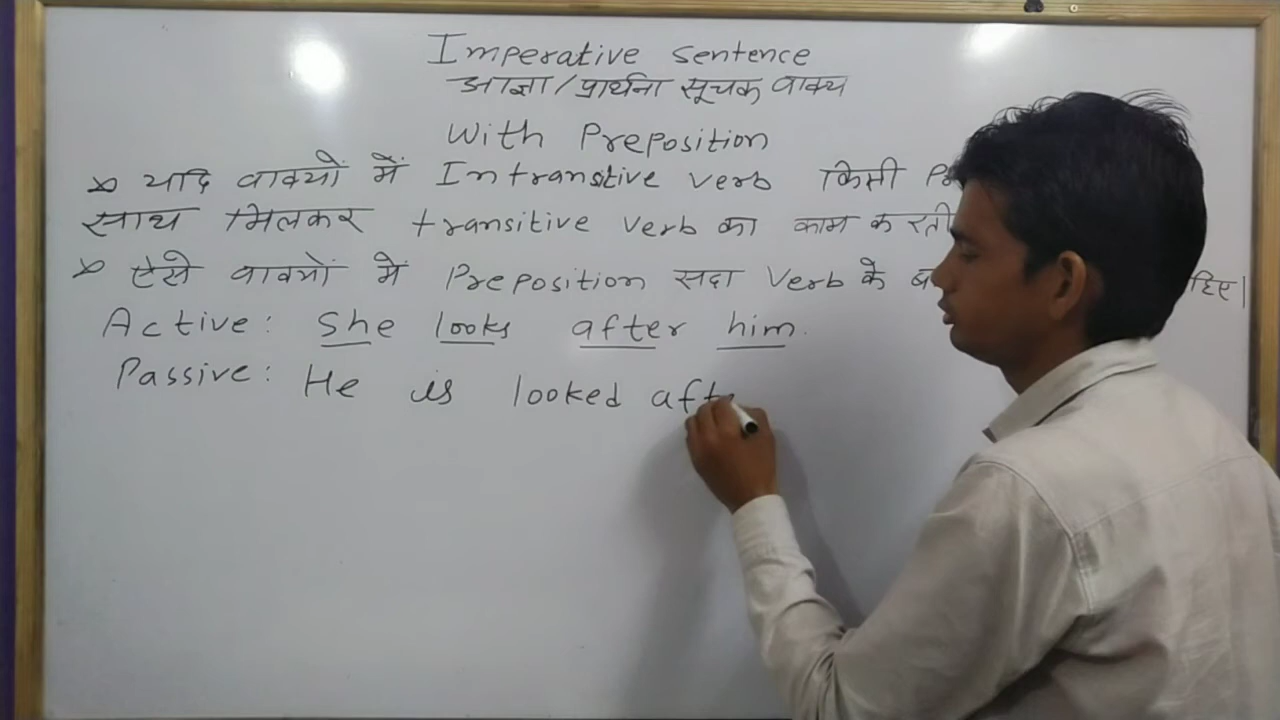 Imperative sentence
आज्ञा/प्रार्थना सूचक वाक्य
With Preposition
यदि वाक्यों में Intransitive verb किसी
साथ मिलकर transitive verb का काम करती
ऐसे वाक्यों में Preposition सदा Verb के
Active: She looks after him.
Passive: He is looked aft